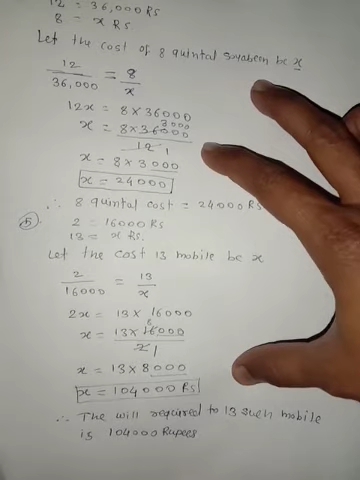 12 = 36,000 Rs
8 = x Rs
Let the cost of 8 quintal soyabean be x
12/36,000 = 8/x
12x = 8 x 36000
x = 8 x 36000 / 12 3000 1
x = 8 x 3000
x = 24000
∴ 8 quintal cost = 24000 Rs
5. 2 = 16000 Rs
13 = x Rs.
Let the cost 13 mobile be x
2/16000 = 13/x
2x = 13 x 16000
x = 13 x 16000 / 2 8 1
x = 13 x 8000
x = 104000 Rs
∴ The will required to 13 such mobile
is 104000 Rupees